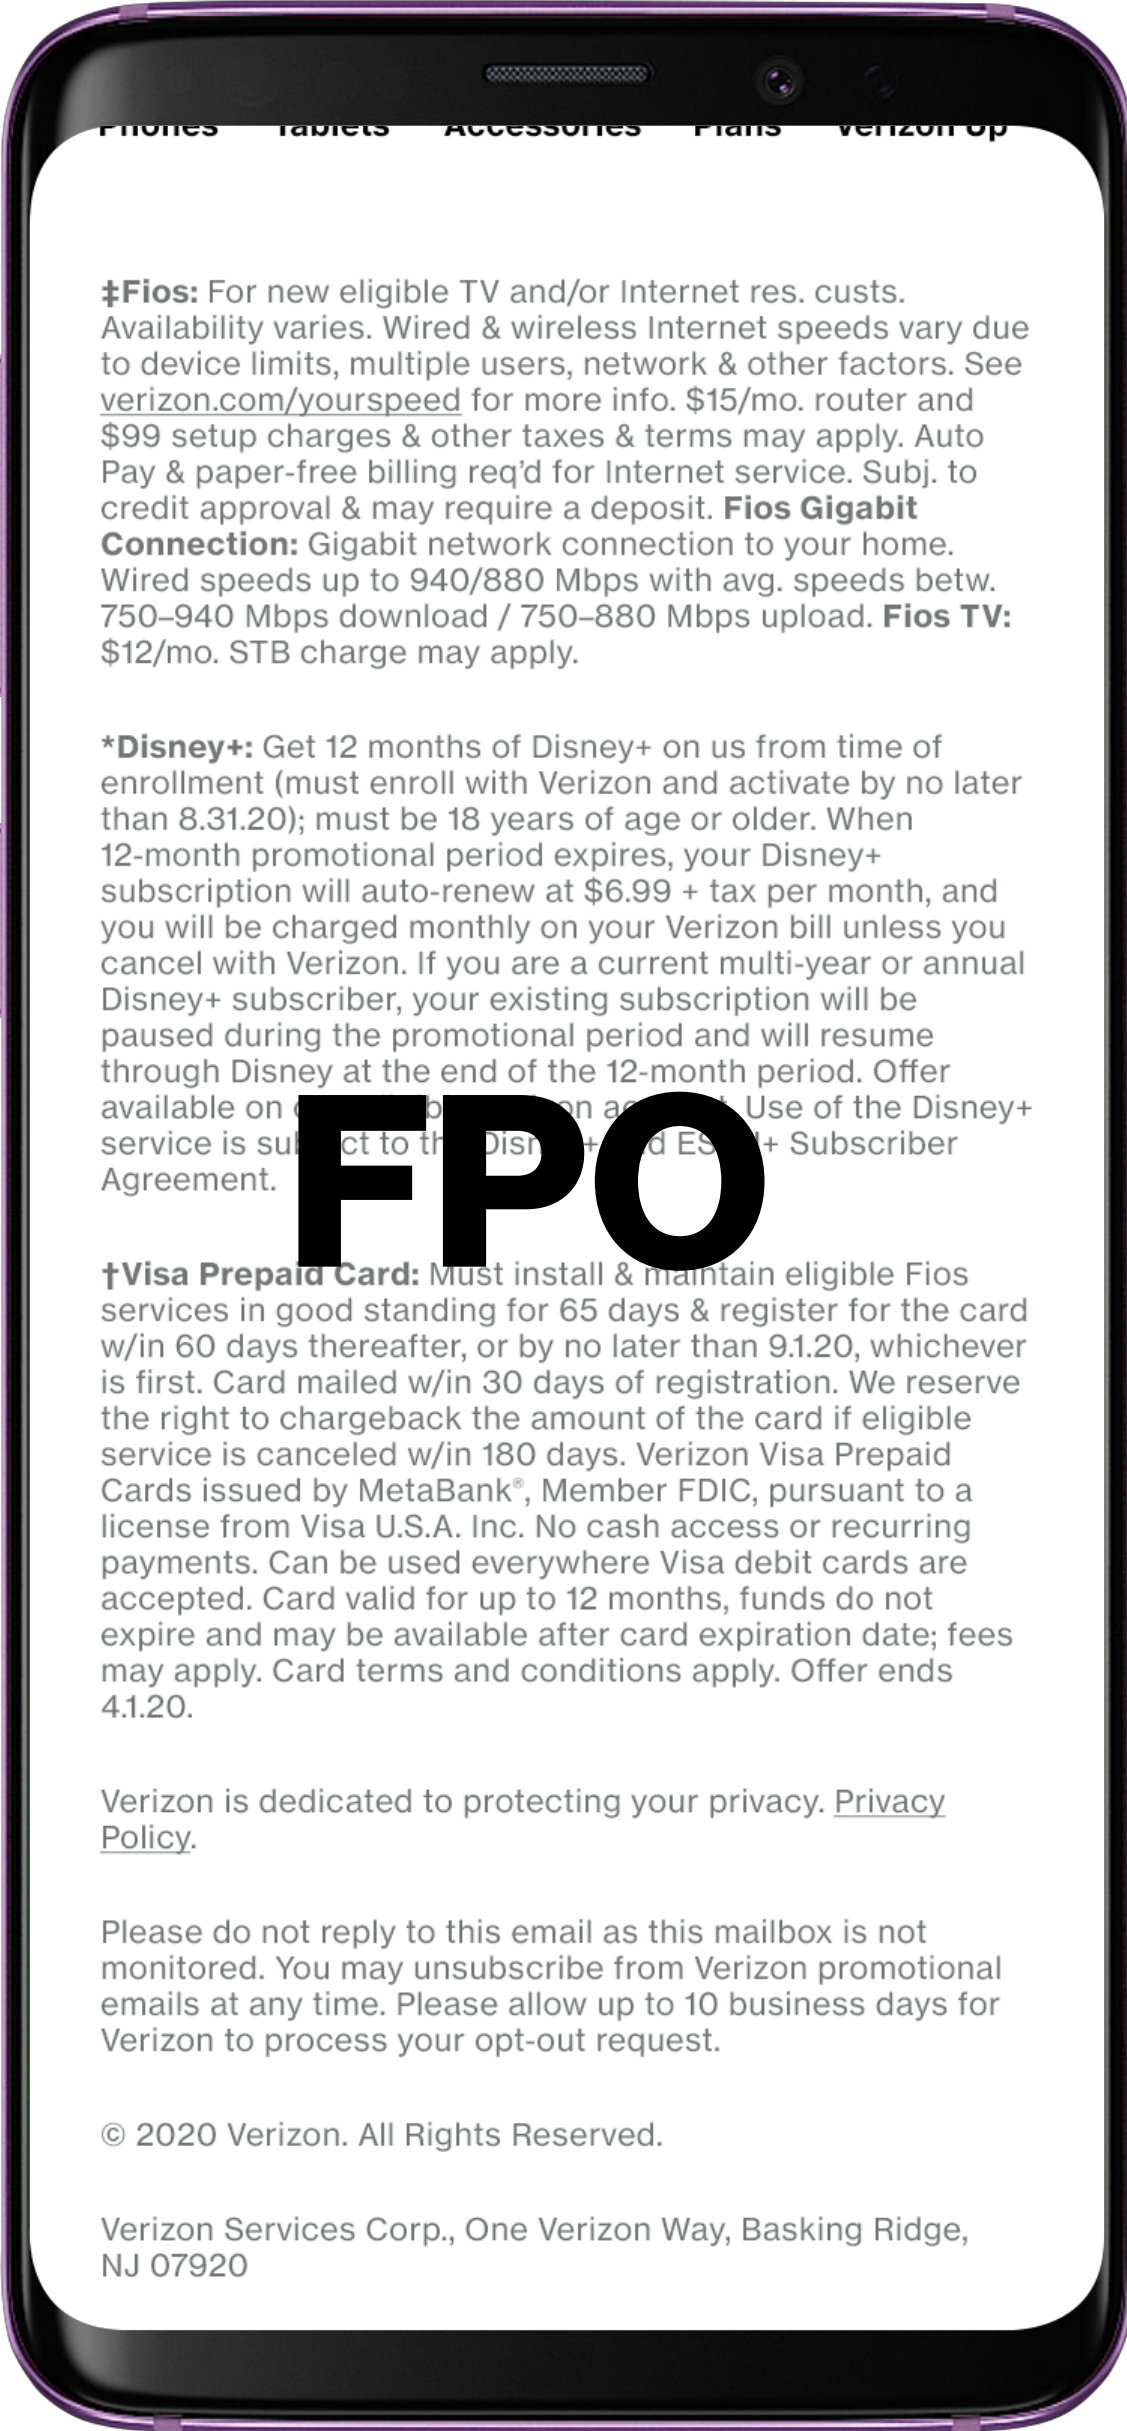 Phones Tablets Accessories Plans Verizon Up
‡Fios: For new eligible TV and/or Internet res. custs.
Availability varies. Wired & wireless Internet speeds vary due
to device limits, multiple users, network & other factors. See
verizon.com/yourspeed for more info. $15/mo. router and
$99 setup charges & other taxes & terms may apply. Auto
Pay & paper-free billing req’d for Internet service. Subj. to
credit approval & may require a deposit. Fios Gigabit
Connection: Gigabit network connection to your home.
Wired speeds up to 940/880 Mbps with avg. speeds betw.
750–940 Mbps download / 750–880 Mbps upload. Fios TV:
$12/mo. STB charge may apply.
*Disney+: Get 12 months of Disney+ on us from time of
enrollment (must enroll with Verizon and activate by no later
than 8.31.20); must be 18 years of age or older. When
12-month promotional period expires, your Disney+
subscription will auto-renew at $6.99 + tax per month, and
you will be charged monthly on your Verizon bill unless you
cancel with Verizon. If you are a current multi-year or annual
Disney+ subscriber, your existing subscription will be
paused during the promotional period and will resume
through Disney at the end of the 12-month period. Offer
available on Use of the Disney+
service is subject to the Disney+ and ESPN+ Subscriber
Agreement.
FPO
†Visa Prepaid Card: Must install & maintain eligible Fios
services in good standing for 65 days & register for the card
w/in 60 days thereafter, or by no later than 9.1.20, whichever
is first. Card mailed w/in 30 days of registration. We reserve
the right to chargeback the amount of the card if eligible
service is canceled w/in 180 days. Verizon Visa Prepaid
Cards issued by MetaBank®, Member FDIC, pursuant to a
license from Visa U.S.A. Inc. No cash access or recurring
payments. Can be used everywhere Visa debit cards are
accepted. Card valid for up to 12 months, funds do not
expire and may be available after card expiration date; fees
may apply. Card terms and conditions apply. Offer ends
4.1.20.
Verizon is dedicated to protecting your privacy. Privacy
Policy.
Please do not reply to this email as this mailbox is not
monitored. You may unsubscribe from Verizon promotional
emails at any time. Please allow up to 10 business days for
Verizon to process your opt-out request.
© 2020 Verizon. All Rights Reserved.
Verizon Services Corp., One Verizon Way, Basking Ridge,
NJ 07920